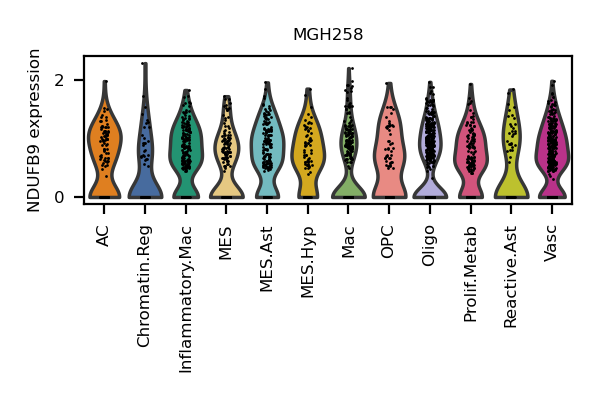 MGH258
NDUFB9 expression
2
0
AC
Chromatin.Reg
Inflammatory.Mac
MES
MES.Ast
MES.Hyp
Mac
OPC
Oligo
Prolif.Metab
Reactive.Ast
Vasc